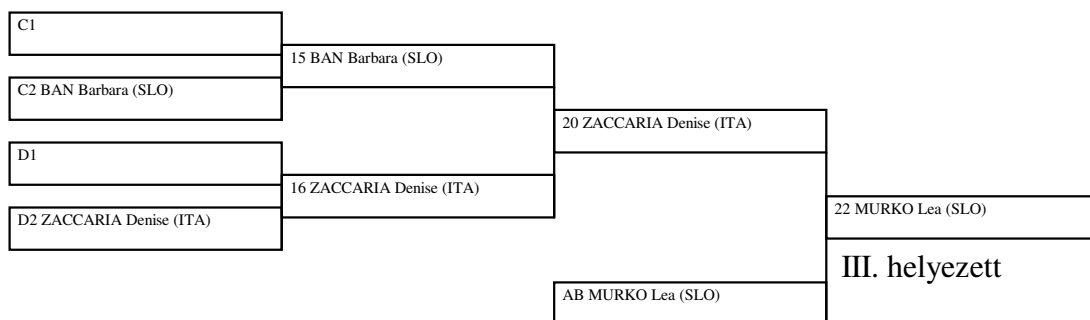 C1
15 BAN Barbara (SLO)
C2 BAN Barbara (SLO)
20 ZACCARIA Denise (ITA)
D1
16 ZACCARIA Denise (ITA)
D2 ZACCARIA Denise (ITA)
22 MURKO Lea (SLO)
III. helyezett
AB MURKO Lea (SLO)